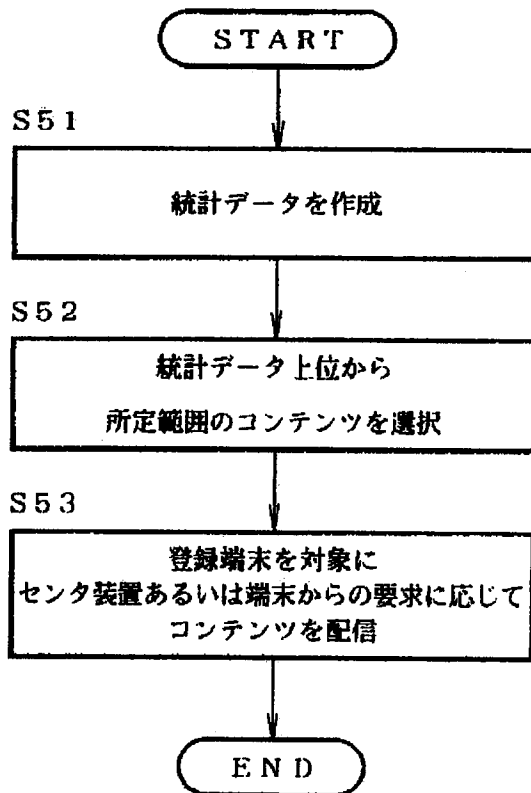 START
S51
統計データを作成
S52
統計データ上位から
所定範囲のコンテンツを選択
S53
登録端末を対象に
センタ装置あるいは端末からの要求に応じて
コンテンツを配信
END